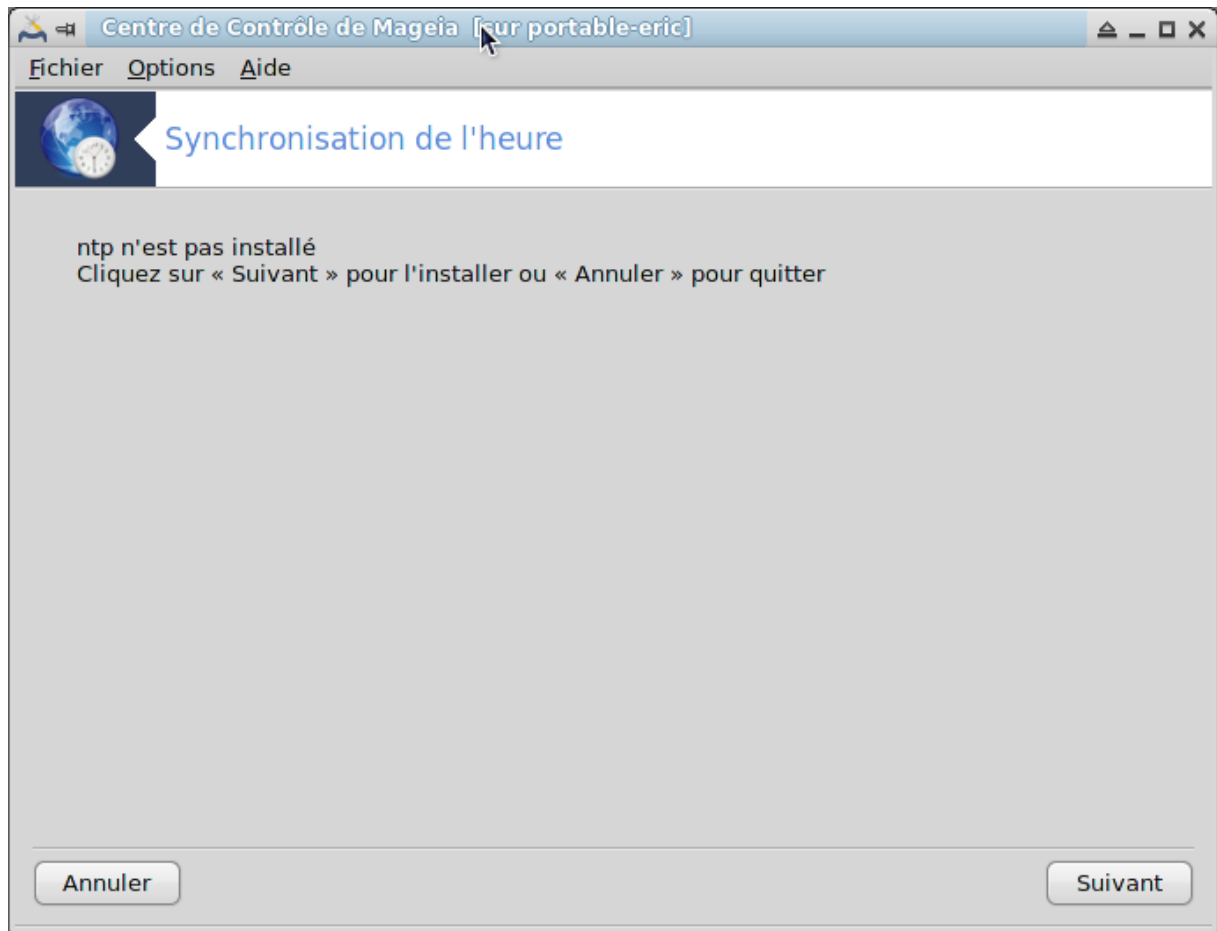 Centre de Contrôle de Mageia [sur portable-eric]
Fichier Options Aide
Synchronisation de l'heure
ntp n'est pas installé
Cliquez sur « Suivant » pour l'installer ou « Annuler » pour quitter
Annuler Suivant